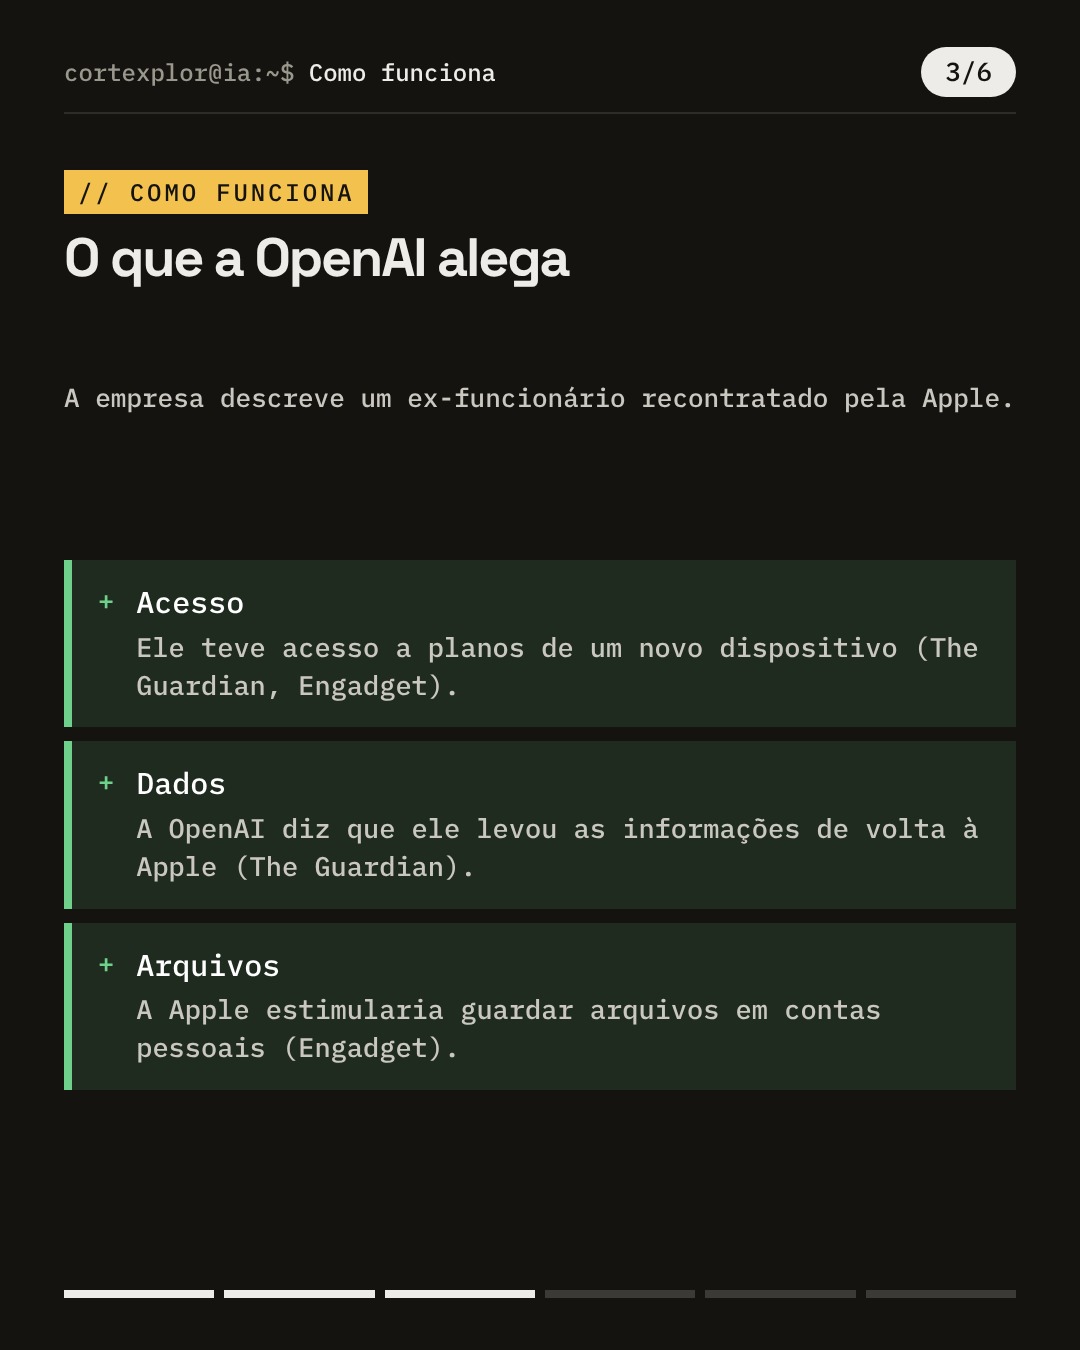 cortexplor@ia:~$ Como funciona
3/6
// COMO FUNCIONA
O que a OpenAI alega
A empresa descreve um ex-funcionário recontratado pela Apple.
+ Acesso
Ele teve acesso a planos de um novo dispositivo (The
Guardian, Engadget).
+ Dados
A OpenAI diz que ele levou as informações de volta à
Apple (The Guardian).
+ Arquivos
A Apple estimularia guardar arquivos em contas
pessoais (Engadget).